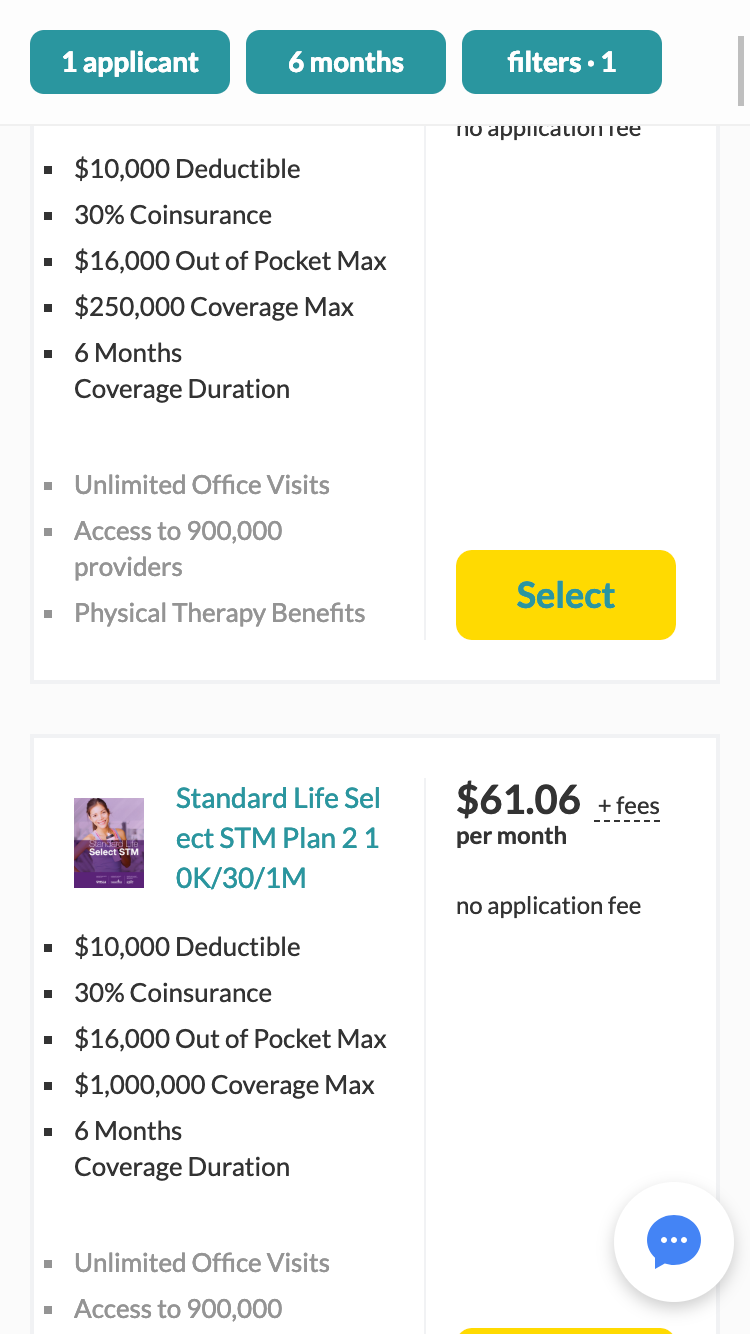 1 applicant
6 months
filters · 1
no application fee
$10,000 Deductible
30% Coinsurance
$16,000 Out of Pocket Max
$250,000 Coverage Max
6 Months
Coverage Duration
Unlimited Office Visits
Access to 900,000
providers
Physical Therapy Benefits
Select
Standard Life
Select STM
Standard Life Sel
ect STM Plan 2 1
0K/30/1M
$61.06 + fees
per month
no application fee
$10,000 Deductible
30% Coinsurance
$16,000 Out of Pocket Max
$1,000,000 Coverage Max
6 Months
Coverage Duration
Unlimited Office Visits
Access to 900,000